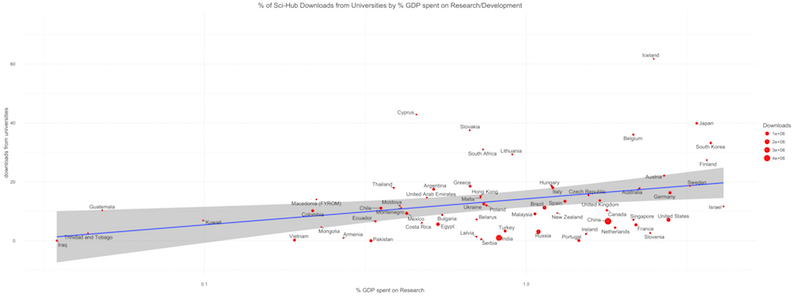 % of Sci-Hub Downloads from Universities by % GDP spent on Research/Development
Iceland
60
Cyprus
Japan
40
Slovakia
Belgium
South Korea
South Africa
Lithuania
Finland
Austria
Sweden
Thailand
Argentina
Greece
Hungary
20
United Arab Emirates
Hong Kong
Italy
Czech Republic
Australia
Germany
Macedonia (FYROM)
Moldova
Malta
Guatemala
Chile
Ukraine
Poland
Brazil
Spain
United Kingdom
Israel
Colombia
Montenegro
Kuwait
Ecuador
Mexico
Bulgaria
Belarus
Malaysia
New Zealand
China
Canada
Singapore
United States
Costa Rica
Egypt
Mongolia
Turkey
Netherlands
France
Trinidad and Tobago
Vietnam
Armenia
Latvia
India
Russia
Ireland
Portugal
Slovenia
0
Iraq
Pakistan
Serbia
0.1
1.0
% GDP spent on Research
downloads from universities
Downloads
1e+06
2e+06
3e+06
4e+06